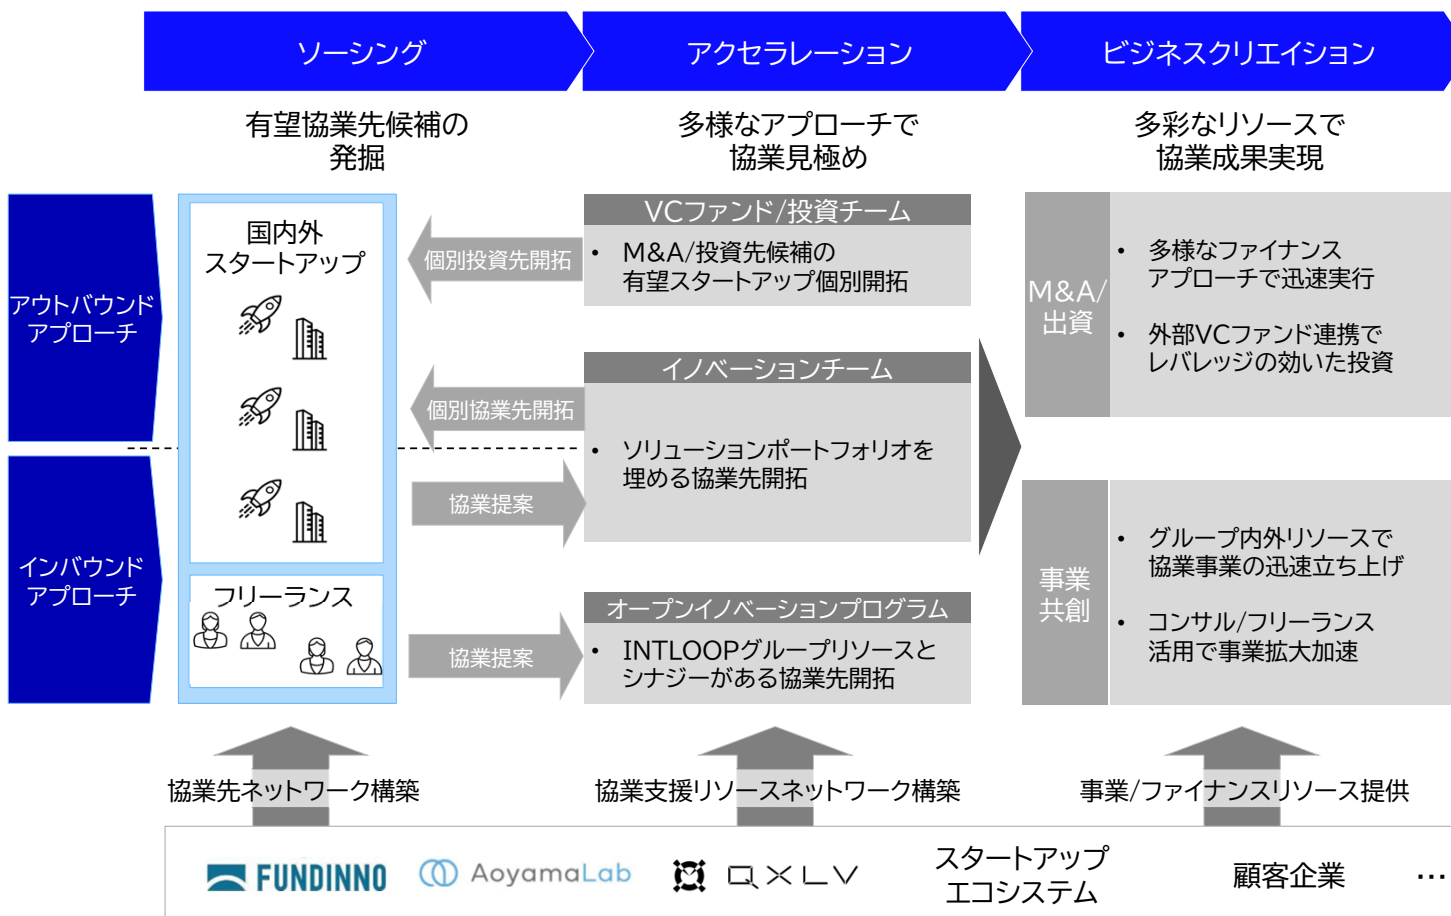 ソーシング
アクセラレーション
ビジネスクリエイション
有望協業先候補の
発掘
多様なアプローチで
協業見極め
多彩なリソースで
協業成果実現
アウトバウンド
アプローチ
インバウンド
アプローチ
国内外
スタートアップ
フリーランス
個別投資先開拓
個別協業先開拓
協業提案
協業提案
VCファンド/投資チーム
• M&A/投資先候補の
有望スタートアップ個別開拓
イノベーションチーム
• ソリューションポートフォリオを
埋める協業先開拓
オープンイノベーションプログラム
• INTLOOPグループリソースと
シナジーがある協業先開拓
M&A/
出資
• 多様なファイナンス
アプローチで迅速実行
• 外部VCファンド連携で
レバレッジの効いた投資
事業
共創
• グループ内外リソースで
協業事業の迅速立ち上げ
• コンサル/フリーランス
活用で事業拡大加速
協業先ネットワーク構築
協業支援リソースネットワーク構築
事業/ファイナンスリソース提供
FUNDINNO
AoyamaLab
QXLV
スタートアップ
エコシステム
顧客企業
…